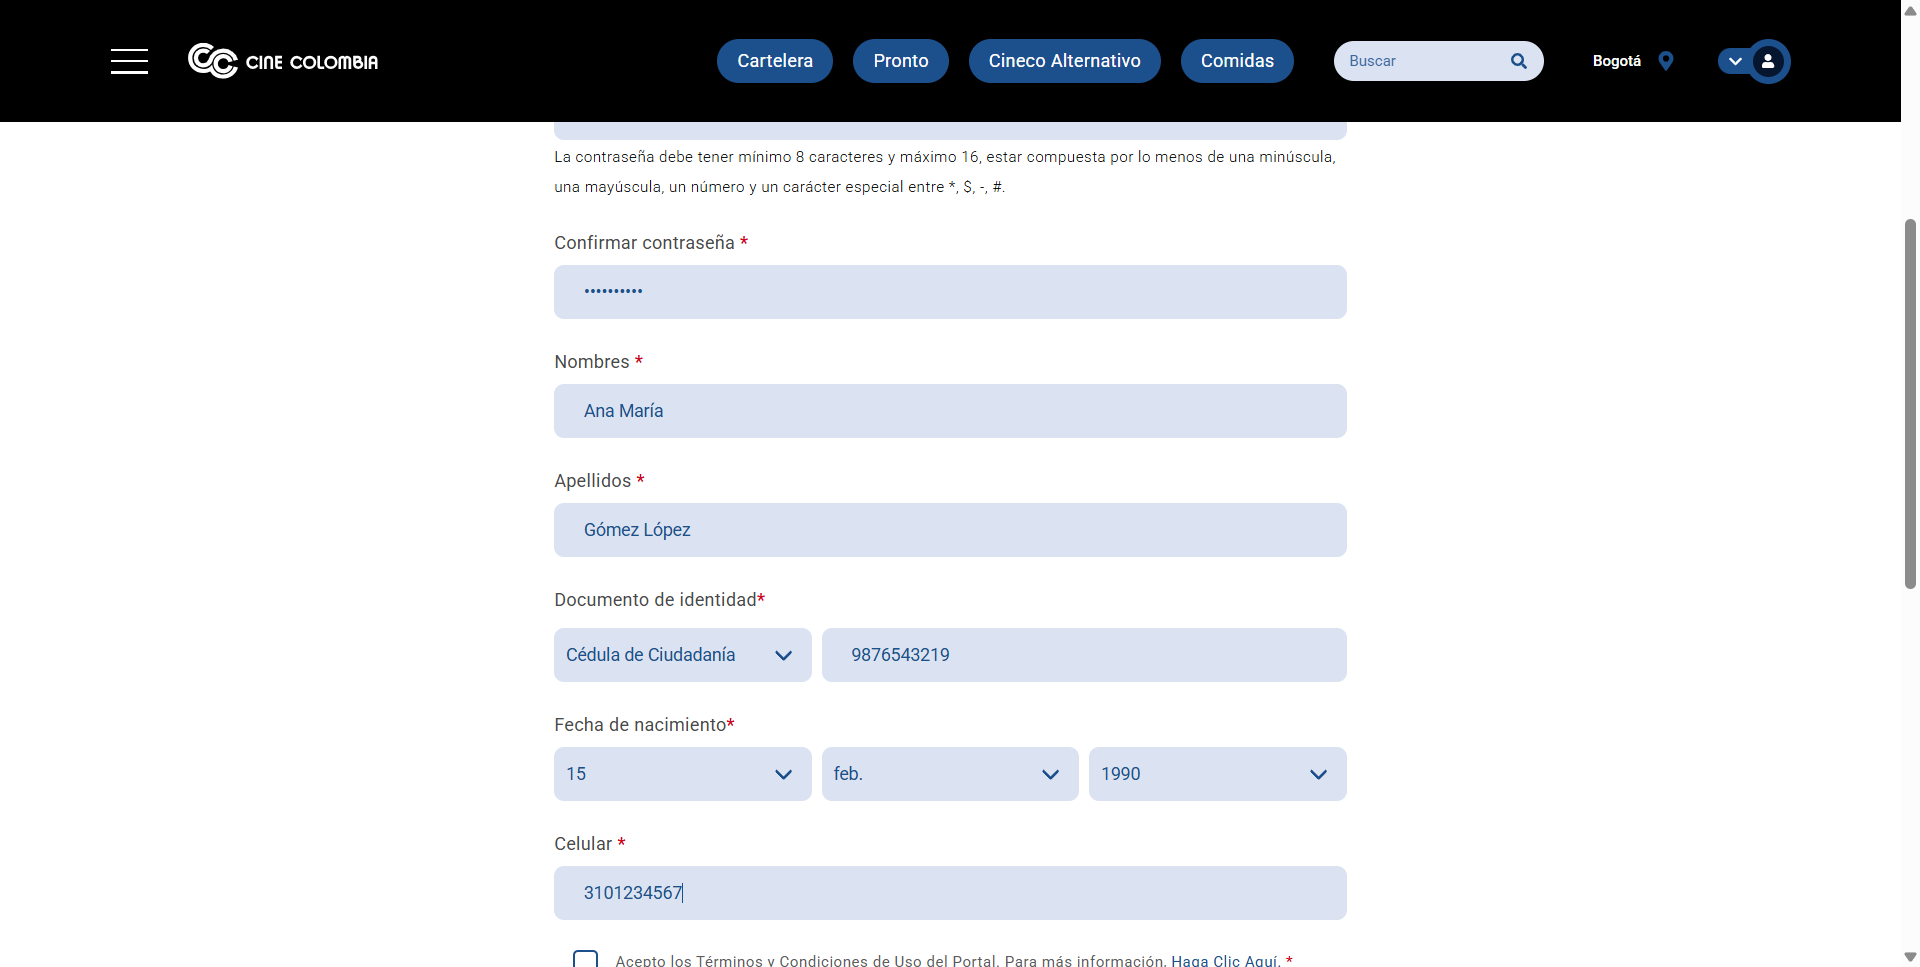 CINE COLOMBIA
Cartelera
Pronto
Cineco Alternativo
Comidas
Buscar
Bogotá
La contraseña debe tener mínimo 8 caracteres y máximo 16, estar compuesta por lo menos de una minúscula,
una mayúscula, un número y un carácter especial entre *, $, -, #.
Confirmar contraseña *
••••••••••
Nombres *
Ana María
Apellidos *
Gómez López
Documento de identidad*
Cédula de Ciudadanía
9876543219
Fecha de nacimiento*
15
feb.
1990
Celular *
3101234567
Acepto los Términos y Condiciones de Uso del Portal. Para más información, Haga Clic Aquí. *